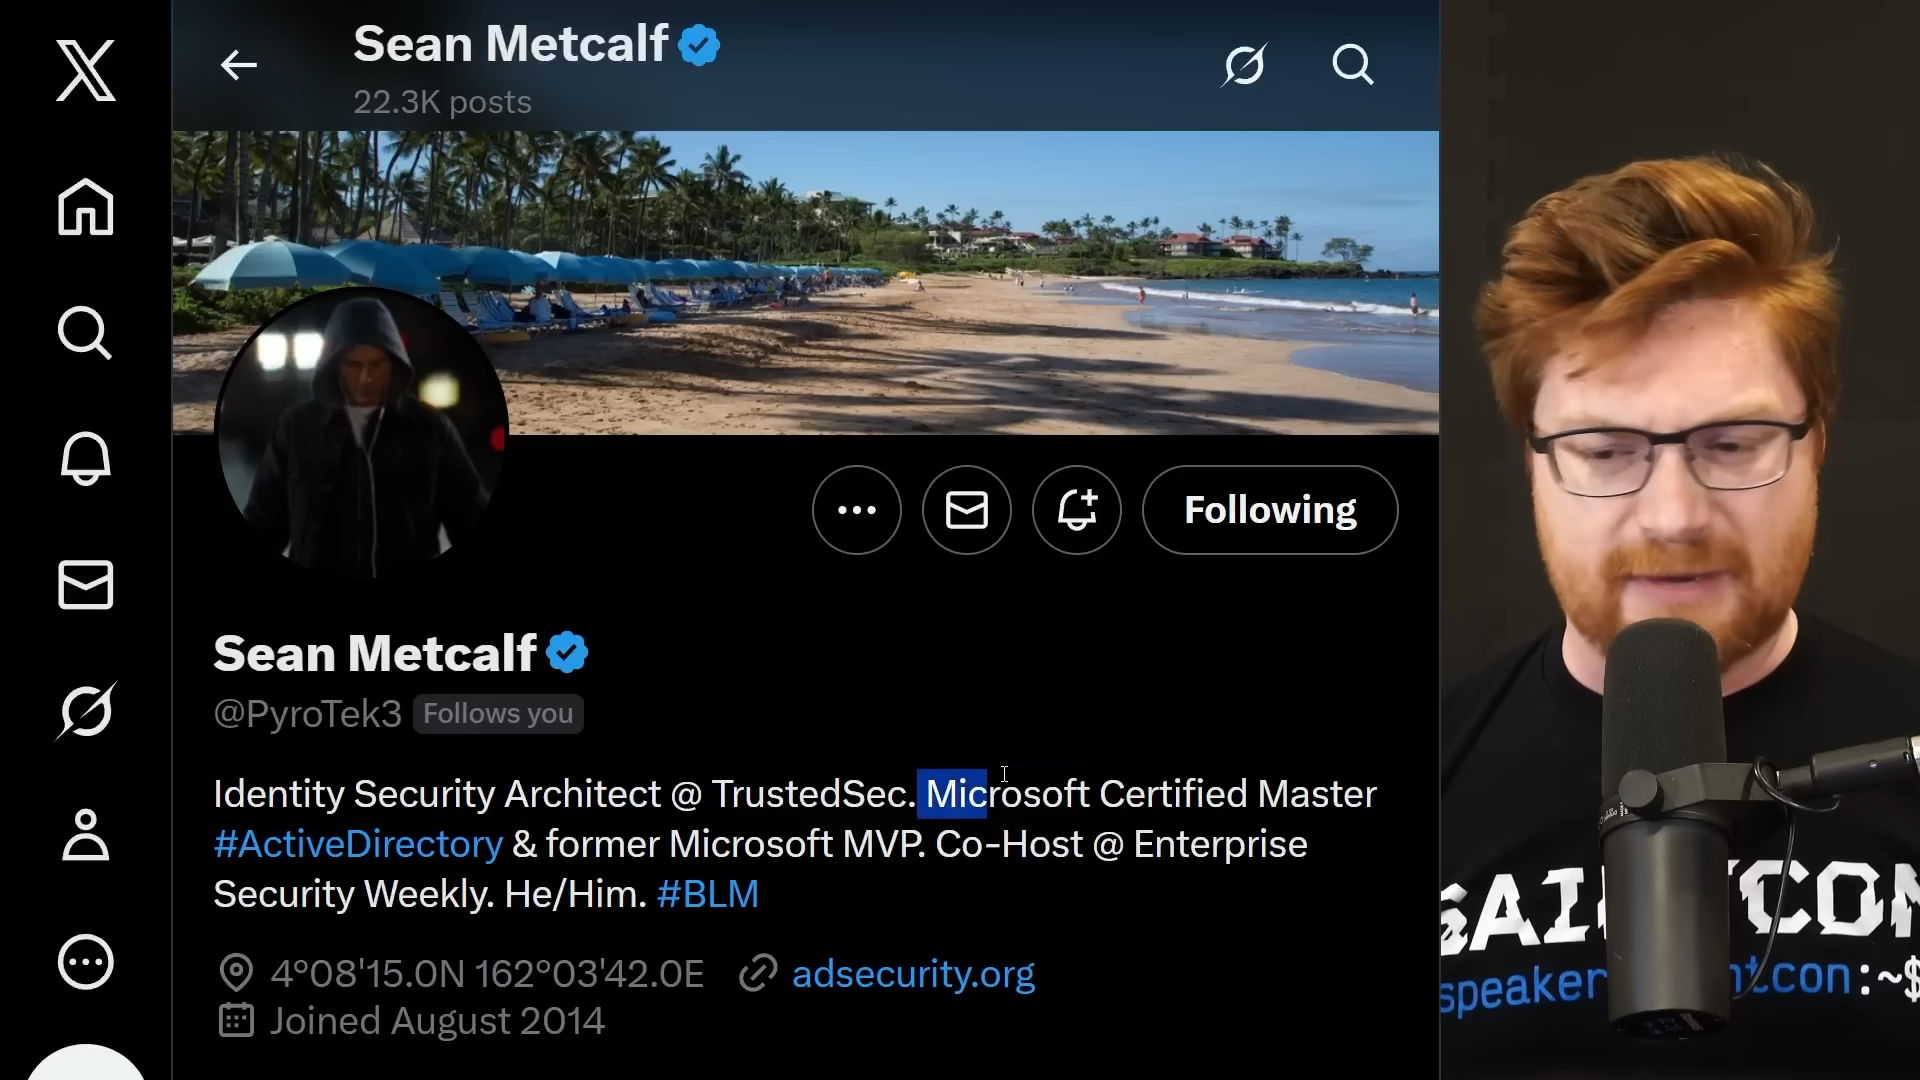 Sean Metcalf
22.3K posts
Following
Sean Metcalf
@PyroTek3 Follows you
Identity Security Architect @ TrustedSec. Microsoft Certified Master
#ActiveDirectory & former Microsoft MVP. Co-Host @ Enterprise
Security Weekly. He/Him. #BLM
4°08'15.0N 162°03'42.0E adsecurity.org
Joined August 2014
:~$